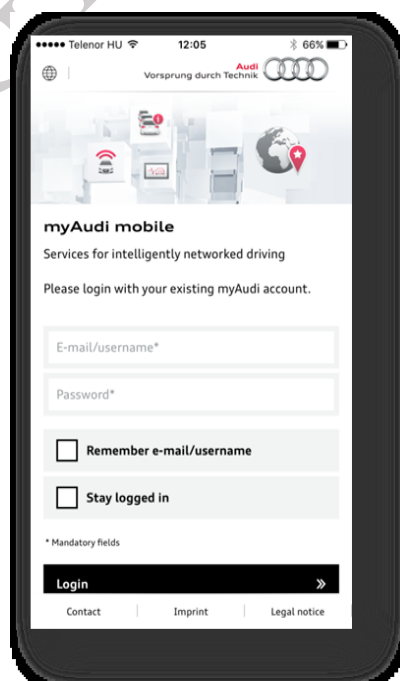 Telenor HU 12:05 66%
Audi
Vorsprung durch Technik
myAudi mobile
Services for intelligently networked driving
Please login with your existing myAudi account.
E-mail/username*
Password*
Remember e-mail/username
Stay logged in
* Mandatory fields
Login »
Contact | Imprint | Legal notice